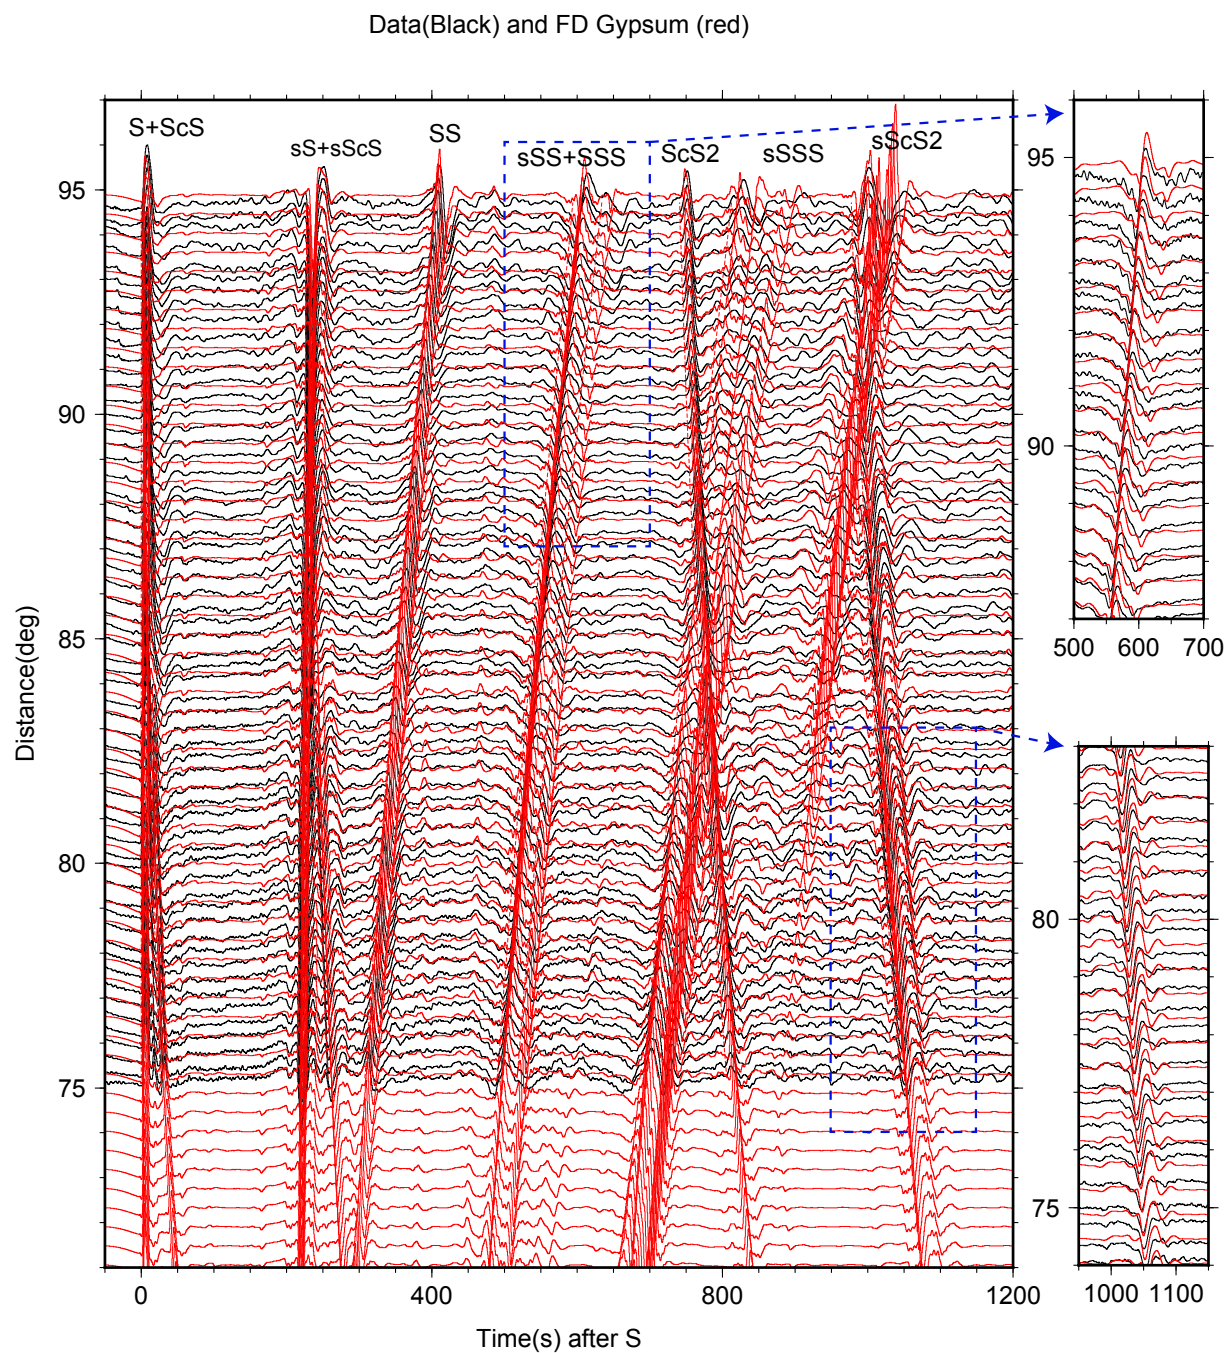 Data(Black) and FD Gypsum (red)
S+ScS
sS+sScS
SS
sSS+SSS
ScS2
sSSS
sScS2
95
90
85
80
75
Distance(deg)
0
400
800
1200
Time(s) after S
95
90
500
600
700
80
75
1000
1100